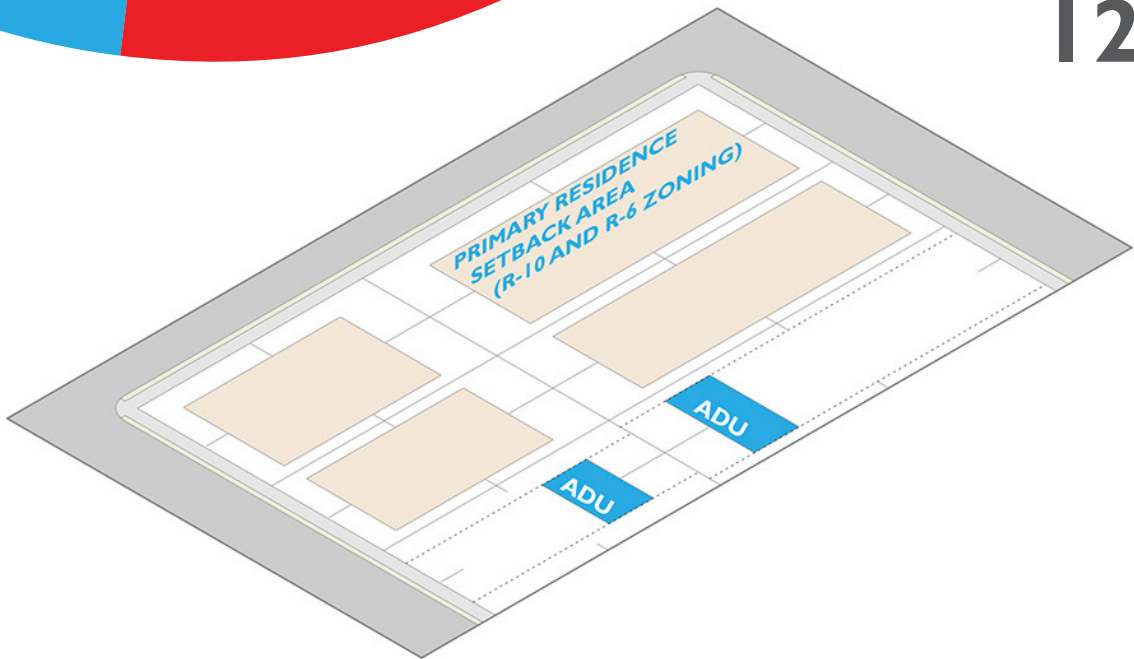 12
PRIMARY RESIDENCE
SETBACK AREA
(R-10 AND R-6 ZONING)
ADU
ADU